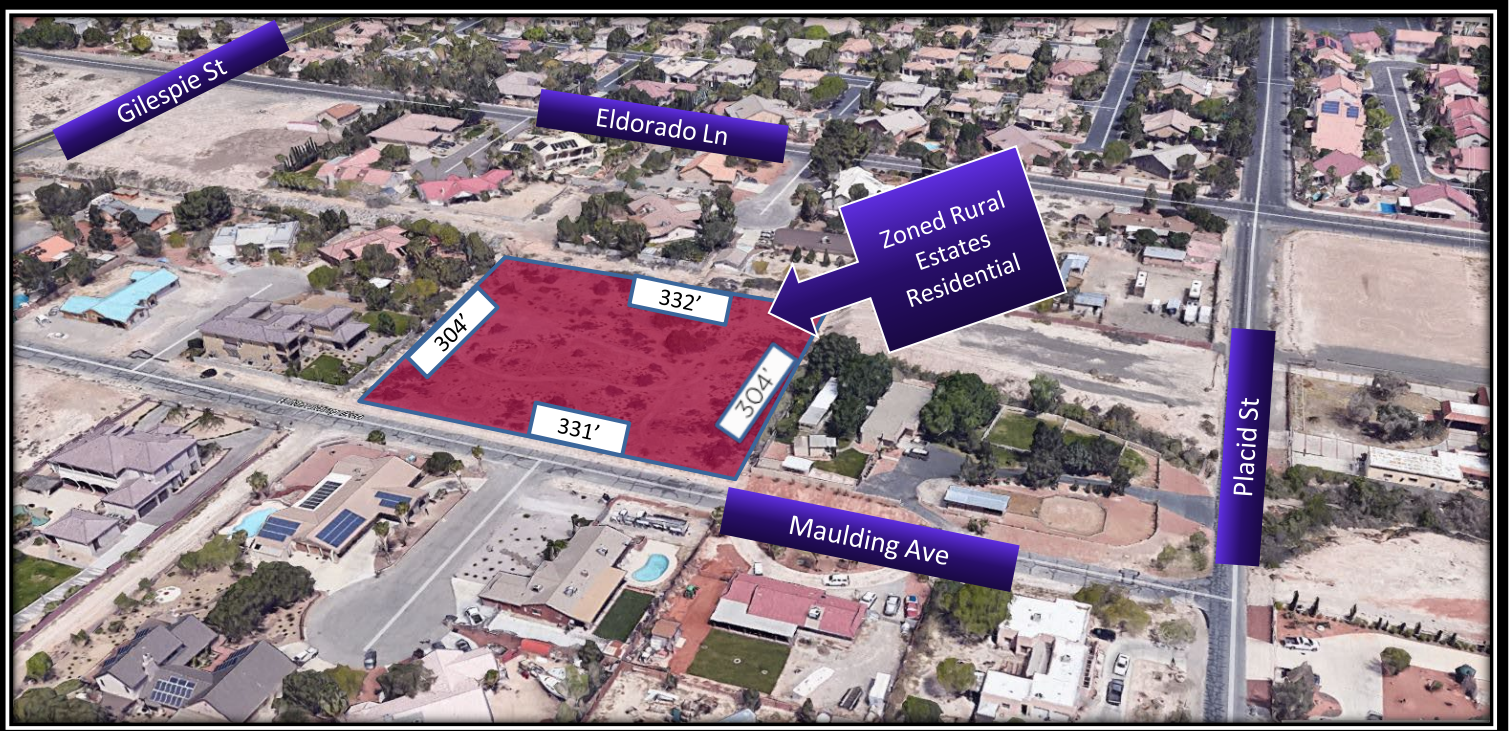 Gilespie St
Eldorado Ln
Zoned Rural
Estates
Residential
332’
304’
304’
331’
Placid St
Maulding Ave